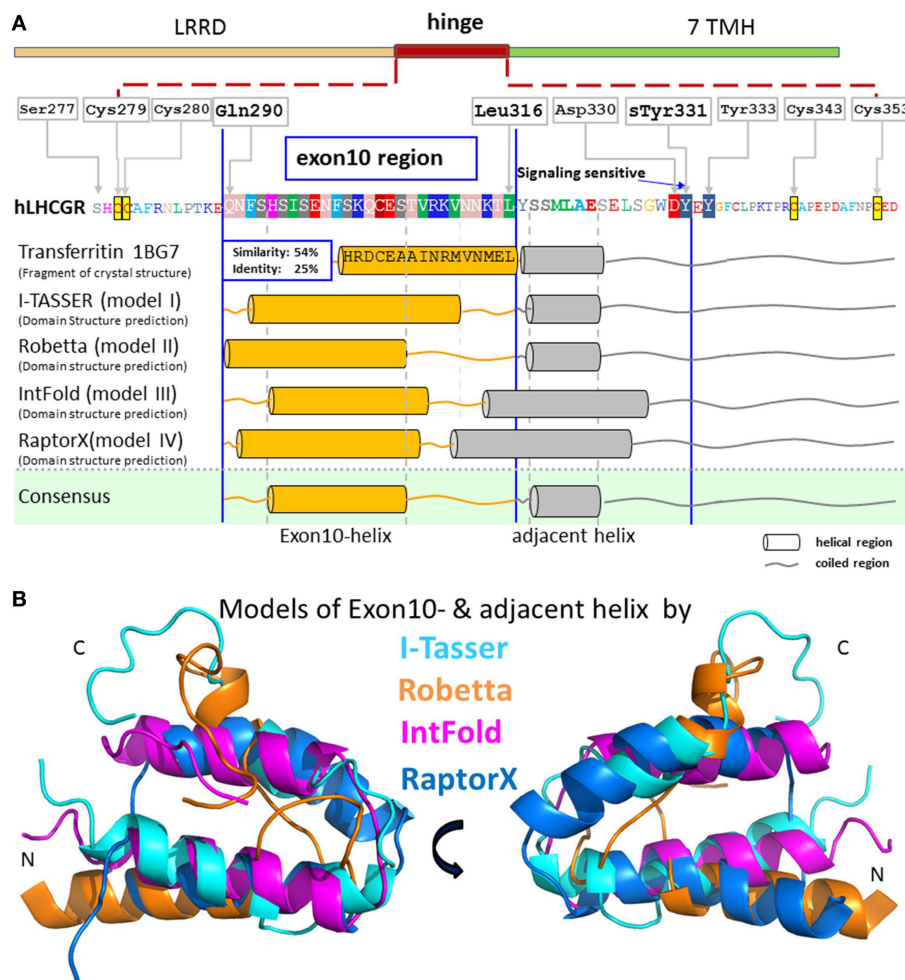 A
LRRD hinge 7 TMH
Ser277 Cys279 Cys280 Gln290 Leu316 Asp330 sTyr331 Tyr333 Cys343 Cys353
exon10 region
Signaling sensitive
hLHCGR SHCCAFRNLPTKEQNFSHSISENFSKQCESTVRKVNNKTLYSSMLAESELSGWDYEYGFCLPKTPRCAPEPDAFNPCED
Transferritin 1BG7
(Fragment of crystal structure)
Similarity: 54%
Identity: 25%
HRDCEAAINRMVNMEL
I-TASSER (model I)
(Domain Structure prediction)
Robetta (model II)
(Domain Structure prediction)
IntFold (model III)
(Domain Structure prediction)
RaptorX(model IV)
(Domain Structure prediction)
Consensus
Exon10-helix adjacent helix
helical region
coiled region
B
Models of Exon10- & adjacent helix by
I-Tasser
Robetta
IntFold
RaptorX
C C
N N